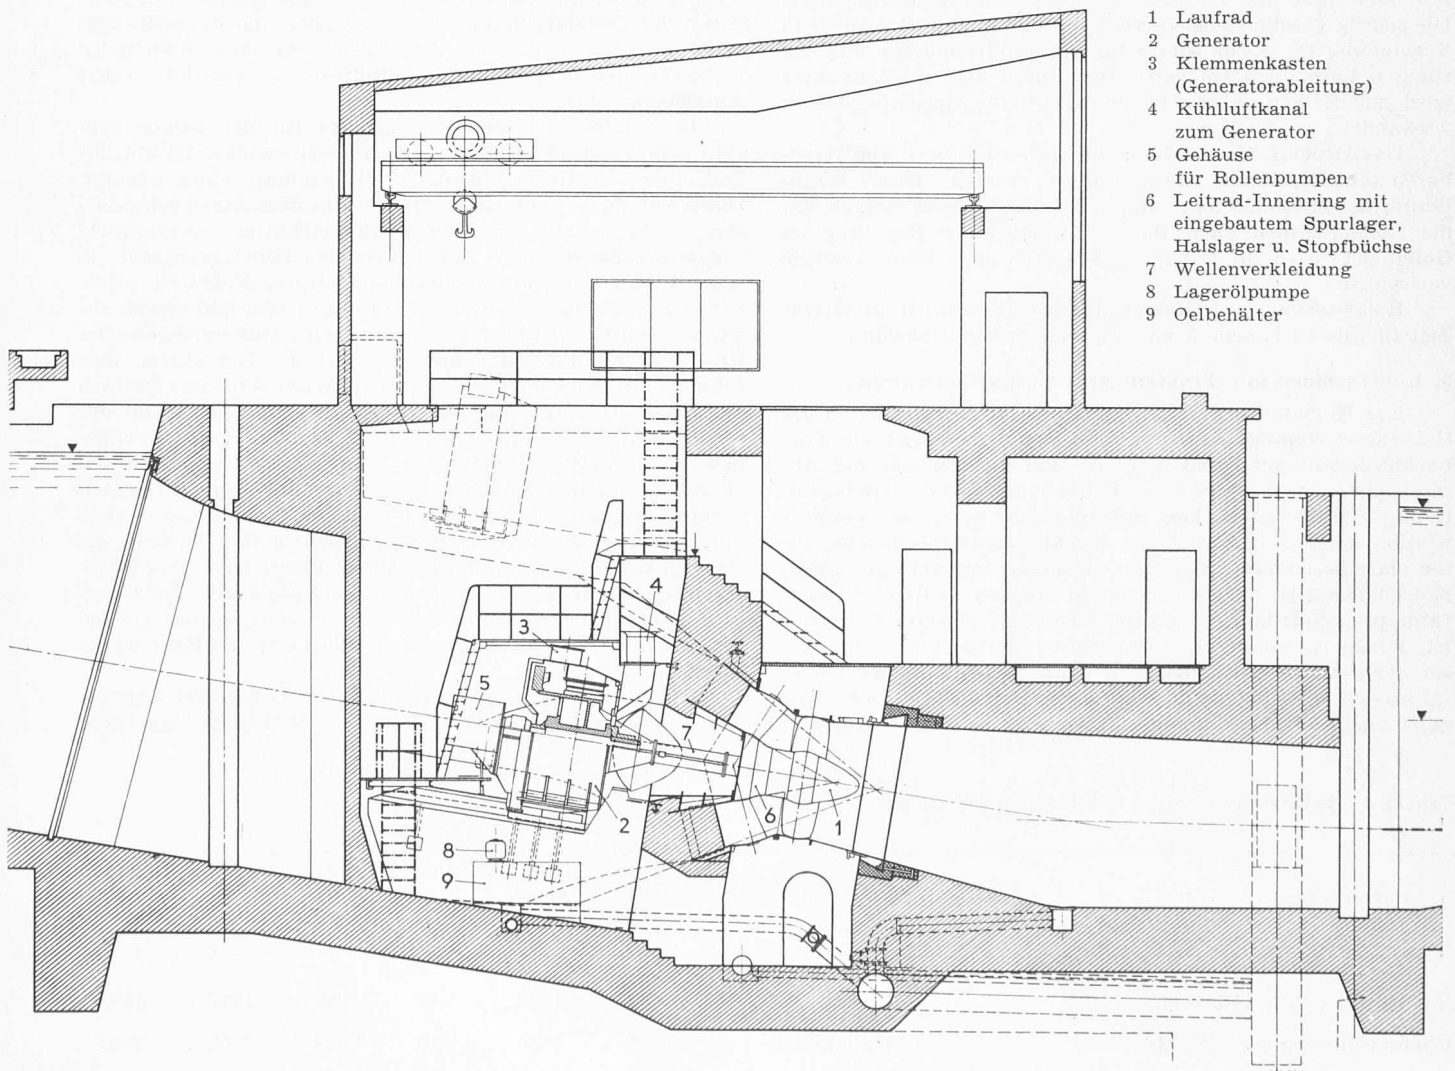 1 Laufrad
2 Generator
3 Klemmenkasten
(Generatorableitung)
4 Kühlluftkanal
zum Generator
5 Gehäuse
für Rollenpumpen
6 Leitrad-Innenring mit
eingebautem Spurlager,
Halslager u. Stopfbüchse
7 Wellenverkleidung
8 Lagerölpumpe
9 Oelbehälter
4
3
5
7
6
2
1
8
9